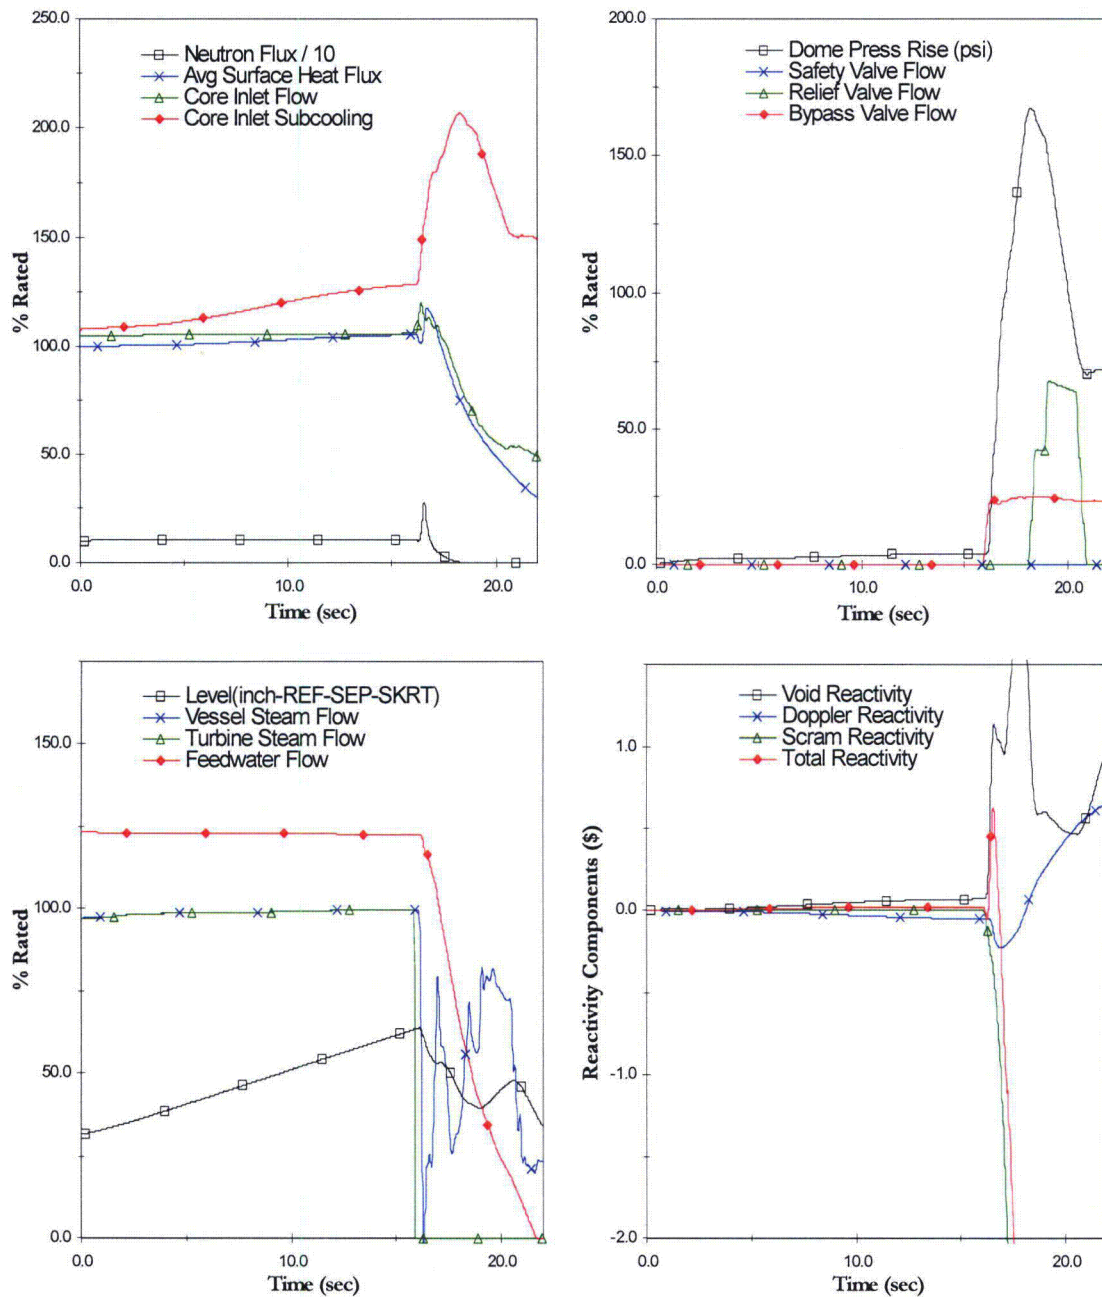 250.0
200.0
150.0
100.0
50.0
0.0
% Rated
Neutron Flux / 10
Avg Surface Heat Flux
Core Inlet Flow
Core Inlet Subcooling
0.0
10.0
20.0
Time (sec)
200.0
150.0
100.0
50.0
0.0
% Rated
Dome Press Rise (psi)
Safety Valve Flow
Relief Valve Flow
Bypass Valve Flow
0.0
10.0
20.0
Time (sec)
150.0
100.0
50.0
0.0
% Rated
Level(inch-REF-SEP-SKRT)
Vessel Steam Flow
Turbine Steam Flow
Feedwater Flow
0.0
10.0
20.0
Time (sec)
1.0
0.0
-1.0
-2.0
Reactivity Components ($)
Void Reactivity
Doppler Reactivity
Scram Reactivity
Total Reactivity
0.0
10.0
20.0
Time (sec)